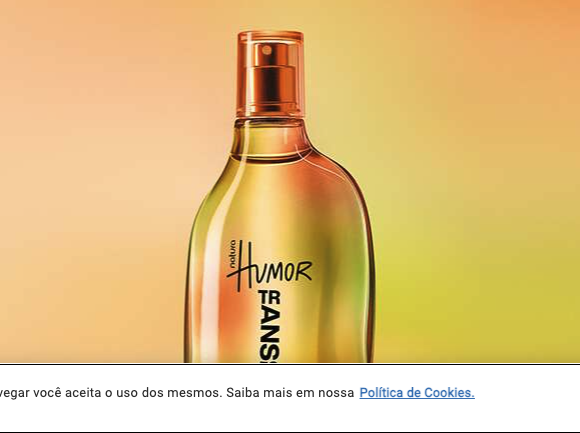 natura
HUMOR
TR
ANS
vegar você aceita o uso dos mesmos. Saiba mais em nossa Política de Cookies.